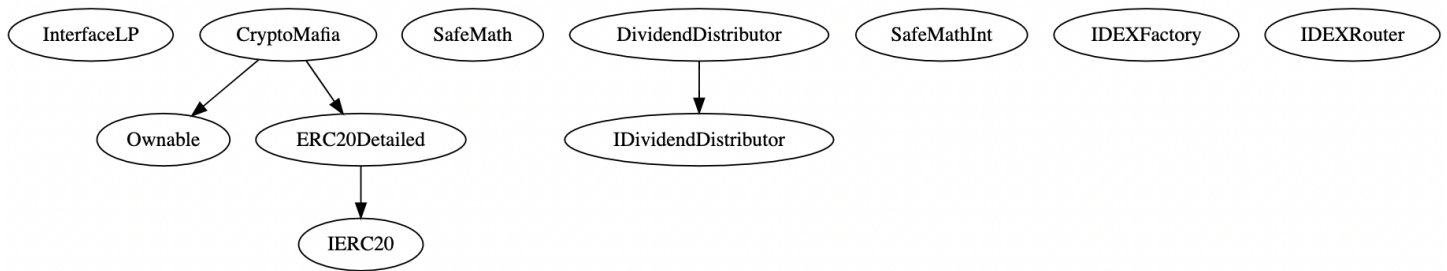 InterfaceLP
CryptoMafia
SafeMath
DividendDistributor
SafeMathInt
IDEXFactory
IDEXRouter
Ownable
ERC20Detailed
IDividendDistributor
IERC20